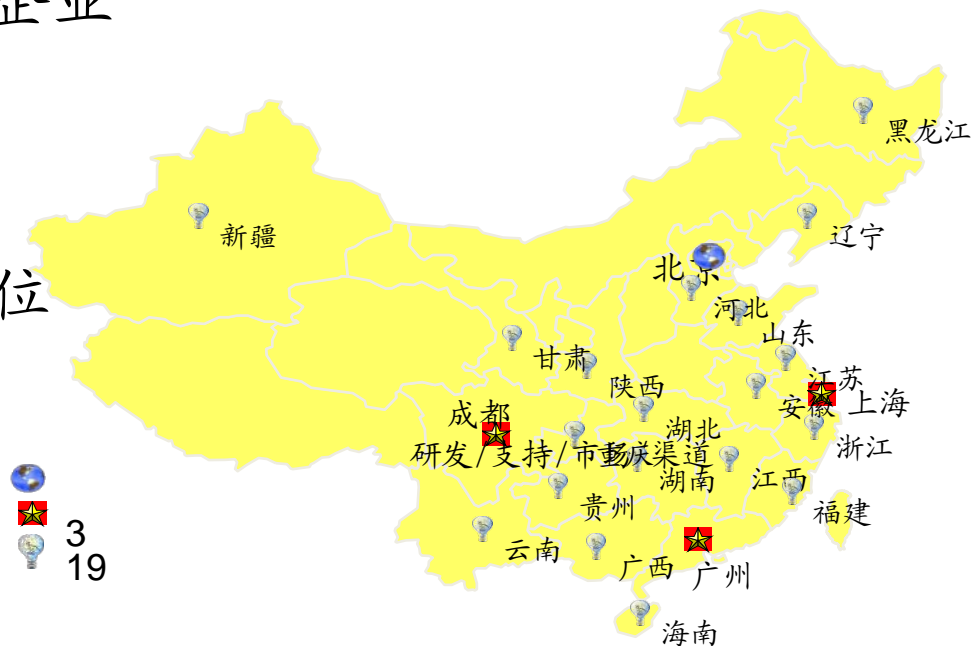 企业
黑龙江
新疆
辽宁
位
北京
河北
山东
甘肃
陕西
江苏
安徽
上海
成都
湖北
浙江
研发/支持/市场/渠道
重庆
湖南
江西
贵州
福建
3
19
云南
广西
广州
海南